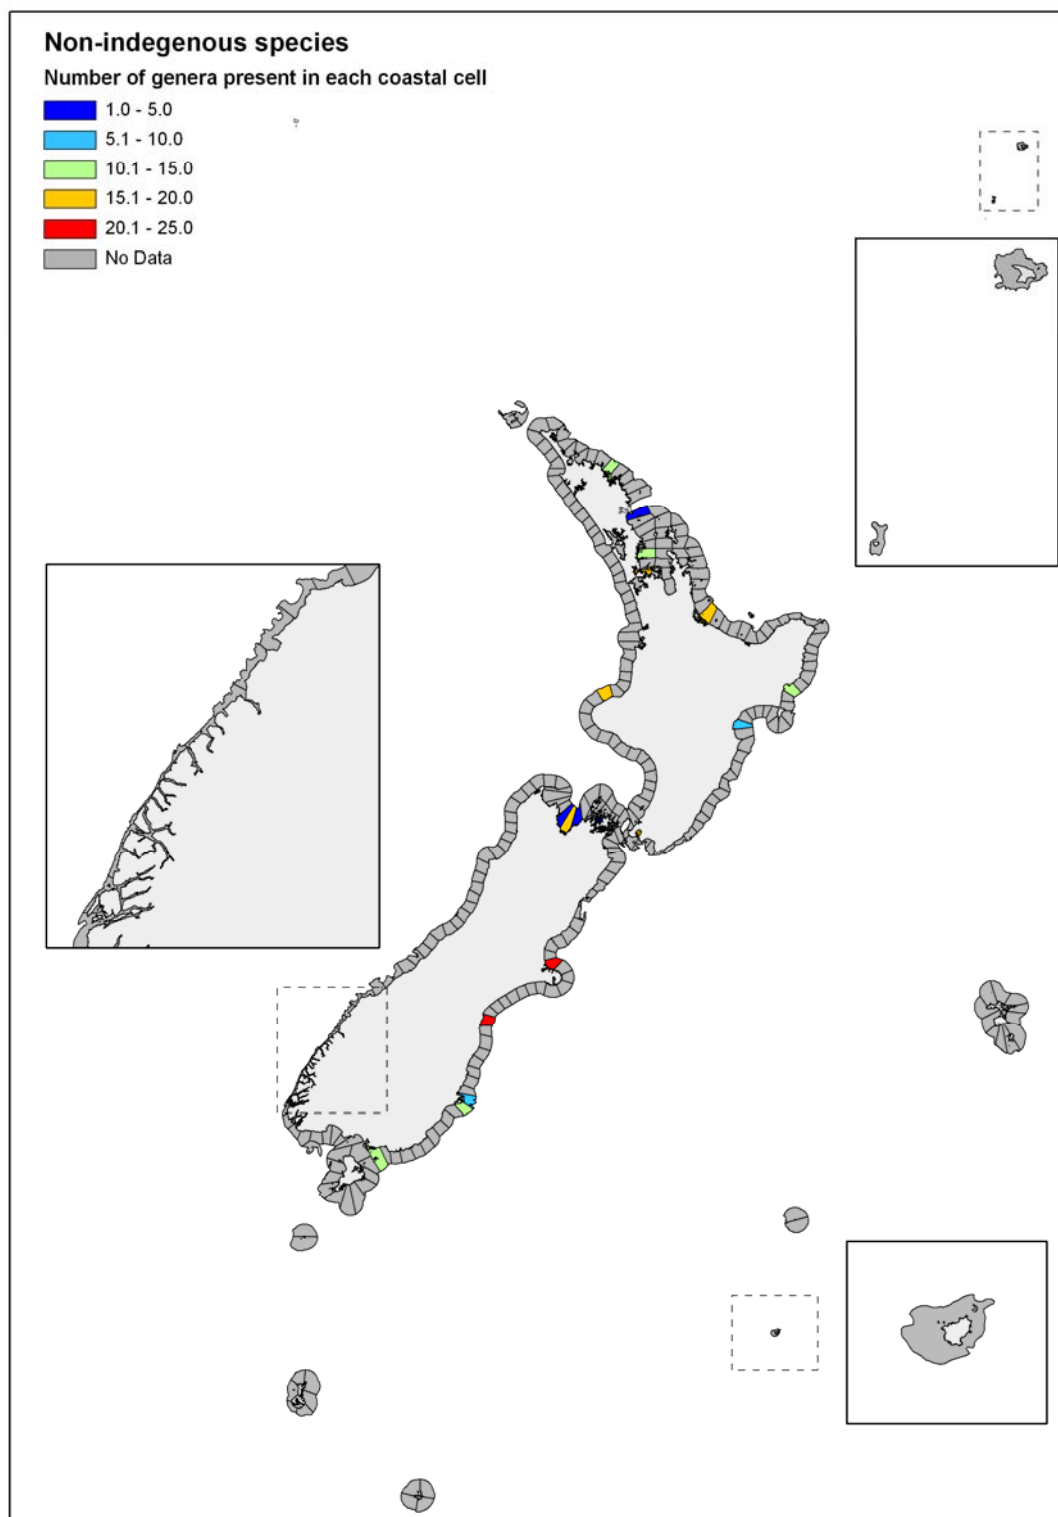 Non-indegenous species
Number of genera present in each coastal cell
1.0 - 5.0
5.1 - 10.0
10.1 - 15.0
15.1 - 20.0
20.1 - 25.0
No Data